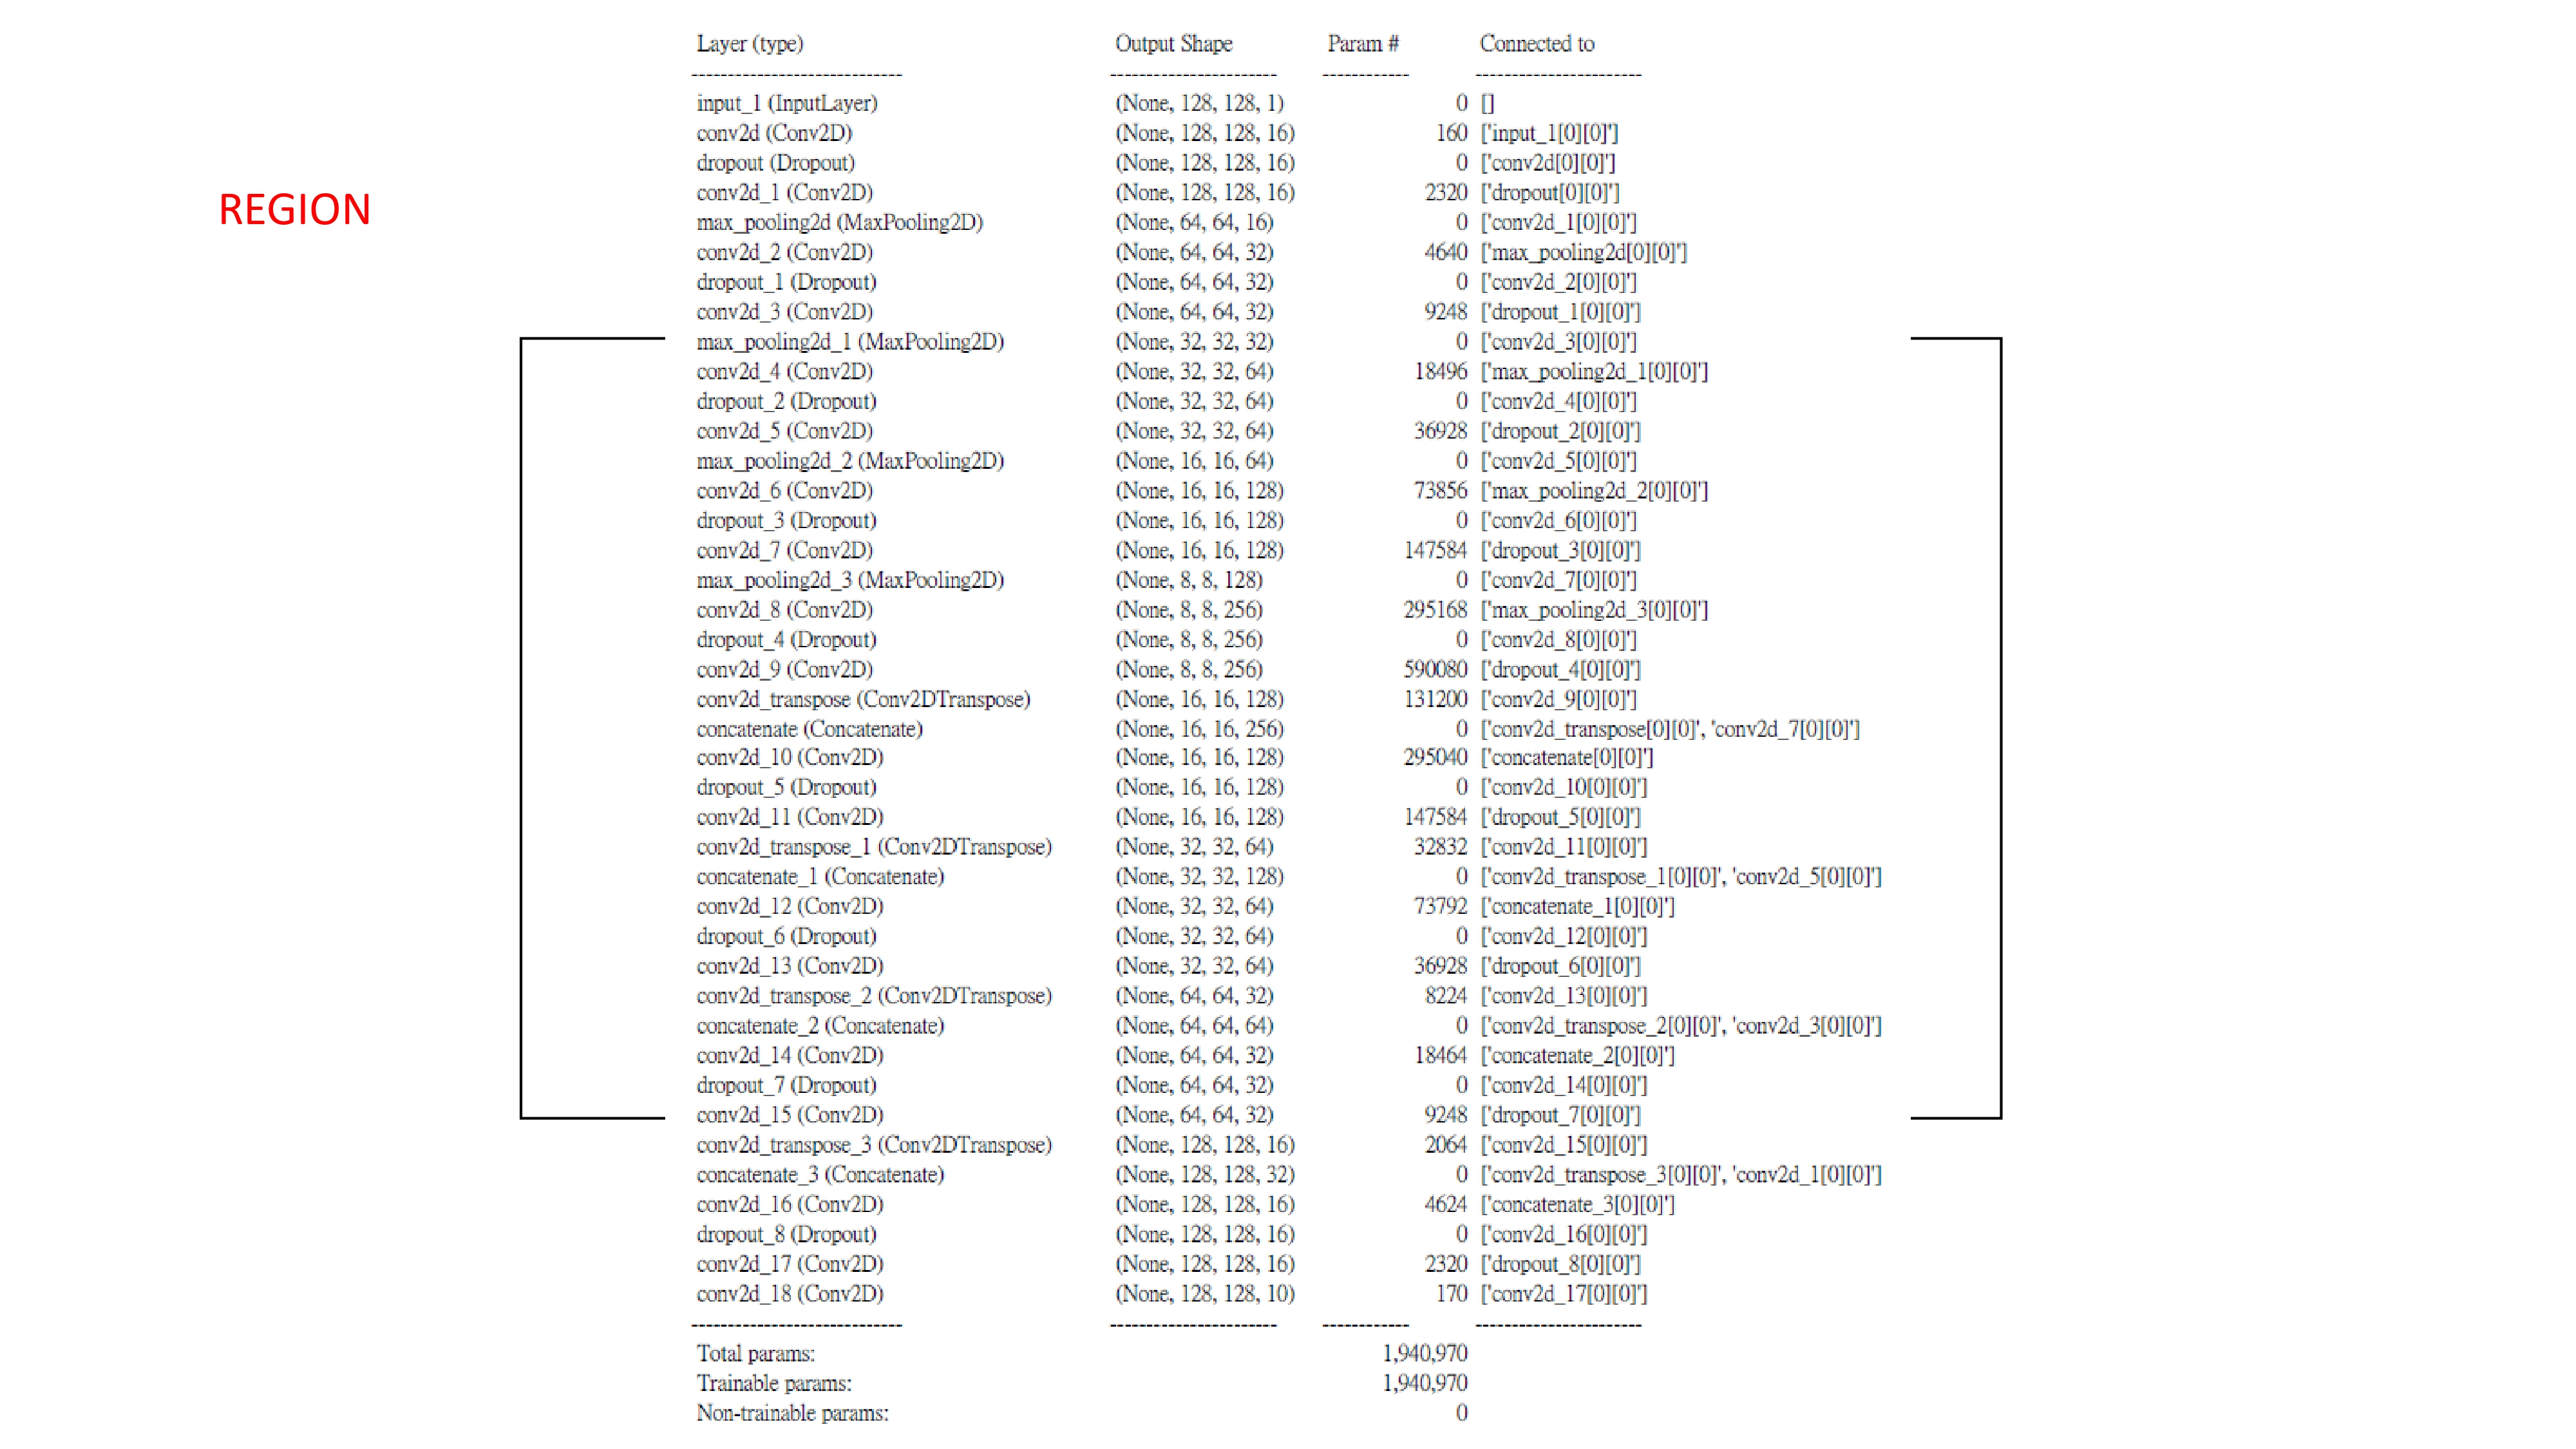 Layer (type) Output Shape Param # Connected to
----------------------------- ----------------------- ------------ -----------------------
input_1 (InputLayer) (None, 128, 128, 1) 0 []
conv2d (Conv2D) (None, 128, 128, 16) 160 ['input_1[0][0]']
dropout (Dropout) (None, 128, 128, 16) 0 ['conv2d[0][0]']
conv2d_1 (Conv2D) (None, 128, 128, 16) 2320 ['dropout[0][0]']
REGION
max_pooling2d (MaxPooling2D) (None, 64, 64, 16) 0 ['conv2d_1[0][0]']
conv2d_2 (Conv2D) (None, 64, 64, 32) 4640 ['max_pooling2d[0][0]']
dropout_1 (Dropout) (None, 64, 64, 32) 0 ['conv2d_2[0][0]']
conv2d_3 (Conv2D) (None, 64, 64, 32) 9248 ['dropout_1[0][0]']
max_pooling2d_1 (MaxPooling2D) (None, 32, 32, 32) 0 ['conv2d_3[0][0]']
conv2d_4 (Conv2D) (None, 32, 32, 64) 18496 ['max_pooling2d_1[0][0]']
dropout_2 (Dropout) (None, 32, 32, 64) 0 ['conv2d_4[0][0]']
conv2d_5 (Conv2D) (None, 32, 32, 64) 36928 ['dropout_2[0][0]']
max_pooling2d_2 (MaxPooling2D) (None, 16, 16, 64) 0 ['conv2d_5[0][0]']
conv2d_6 (Conv2D) (None, 16, 16, 128) 73856 ['max_pooling2d_2[0][0]']
dropout_3 (Dropout) (None, 16, 16, 128) 0 ['conv2d_6[0][0]']
conv2d_7 (Conv2D) (None, 16, 16, 128) 147584 ['dropout_3[0][0]']
max_pooling2d_3 (MaxPooling2D) (None, 8, 8, 128) 0 ['conv2d_7[0][0]']
conv2d_8 (Conv2D) (None, 8, 8, 256) 295168 ['max_pooling2d_3[0][0]']
dropout_4 (Dropout) (None, 8, 8, 256) 0 ['conv2d_8[0][0]']
conv2d_9 (Conv2D) (None, 8, 8, 256) 590080 ['dropout_4[0][0]']
conv2d_transpose (Conv2DTranspose) (None, 16, 16, 128) 131200 ['conv2d_9[0][0]']
concatenate (Concatenate) (None, 16, 16, 256) 0 ['conv2d_transpose[0][0]', 'conv2d_7[0][0]']
conv2d_10 (Conv2D) (None, 16, 16, 128) 295040 ['concatenate[0][0]']
dropout_5 (Dropout) (None, 16, 16, 128) 0 ['conv2d_10[0][0]']
conv2d_11 (Conv2D) (None, 16, 16, 128) 147584 ['dropout_5[0][0]']
conv2d_transpose_1 (Conv2DTranspose) (None, 32, 32, 64) 32832 ['conv2d_11[0][0]']
concatenate_1 (Concatenate) (None, 32, 32, 128) 0 ['conv2d_transpose_1[0][0]', 'conv2d_5[0][0]']
conv2d_12 (Conv2D) (None, 32, 32, 64) 73792 ['concatenate_1[0][0]']
dropout_6 (Dropout) (None, 32, 32, 64) 0 ['conv2d_12[0][0]']
conv2d_13 (Conv2D) (None, 32, 32, 64) 36928 ['dropout_6[0][0]']
conv2d_transpose_2 (Conv2DTranspose) (None, 64, 64, 32) 8224 ['conv2d_13[0][0]']
concatenate_2 (Concatenate) (None, 64, 64, 64) 0 ['conv2d_transpose_2[0][0]', 'conv2d_3[0][0]']
conv2d_14 (Conv2D) (None, 64, 64, 32) 18464 ['concatenate_2[0][0]']
dropout_7 (Dropout) (None, 64, 64, 32) 0 ['conv2d_14[0][0]']
conv2d_15 (Conv2D) (None, 64, 64, 32) 9248 ['dropout_7[0][0]']
conv2d_transpose_3 (Conv2DTranspose) (None, 128, 128, 16) 2064 ['conv2d_15[0][0]']
concatenate_3 (Concatenate) (None, 128, 128, 32) 0 ['conv2d_transpose_3[0][0]', 'conv2d_1[0][0]']
conv2d_16 (Conv2D) (None, 128, 128, 16) 4624 ['concatenate_3[0][0]']
dropout_8 (Dropout) (None, 128, 128, 16) 0 ['conv2d_16[0][0]']
conv2d_17 (Conv2D) (None, 128, 128, 16) 2320 ['dropout_8[0][0]']
conv2d_18 (Conv2D) (None, 128, 128, 10) 170 ['conv2d_17[0][0]']
----------------------------- ----------------------- ------------ -----------------------
Total params: 1,940,970
Trainable params: 1,940,970
Non-trainable params: 0